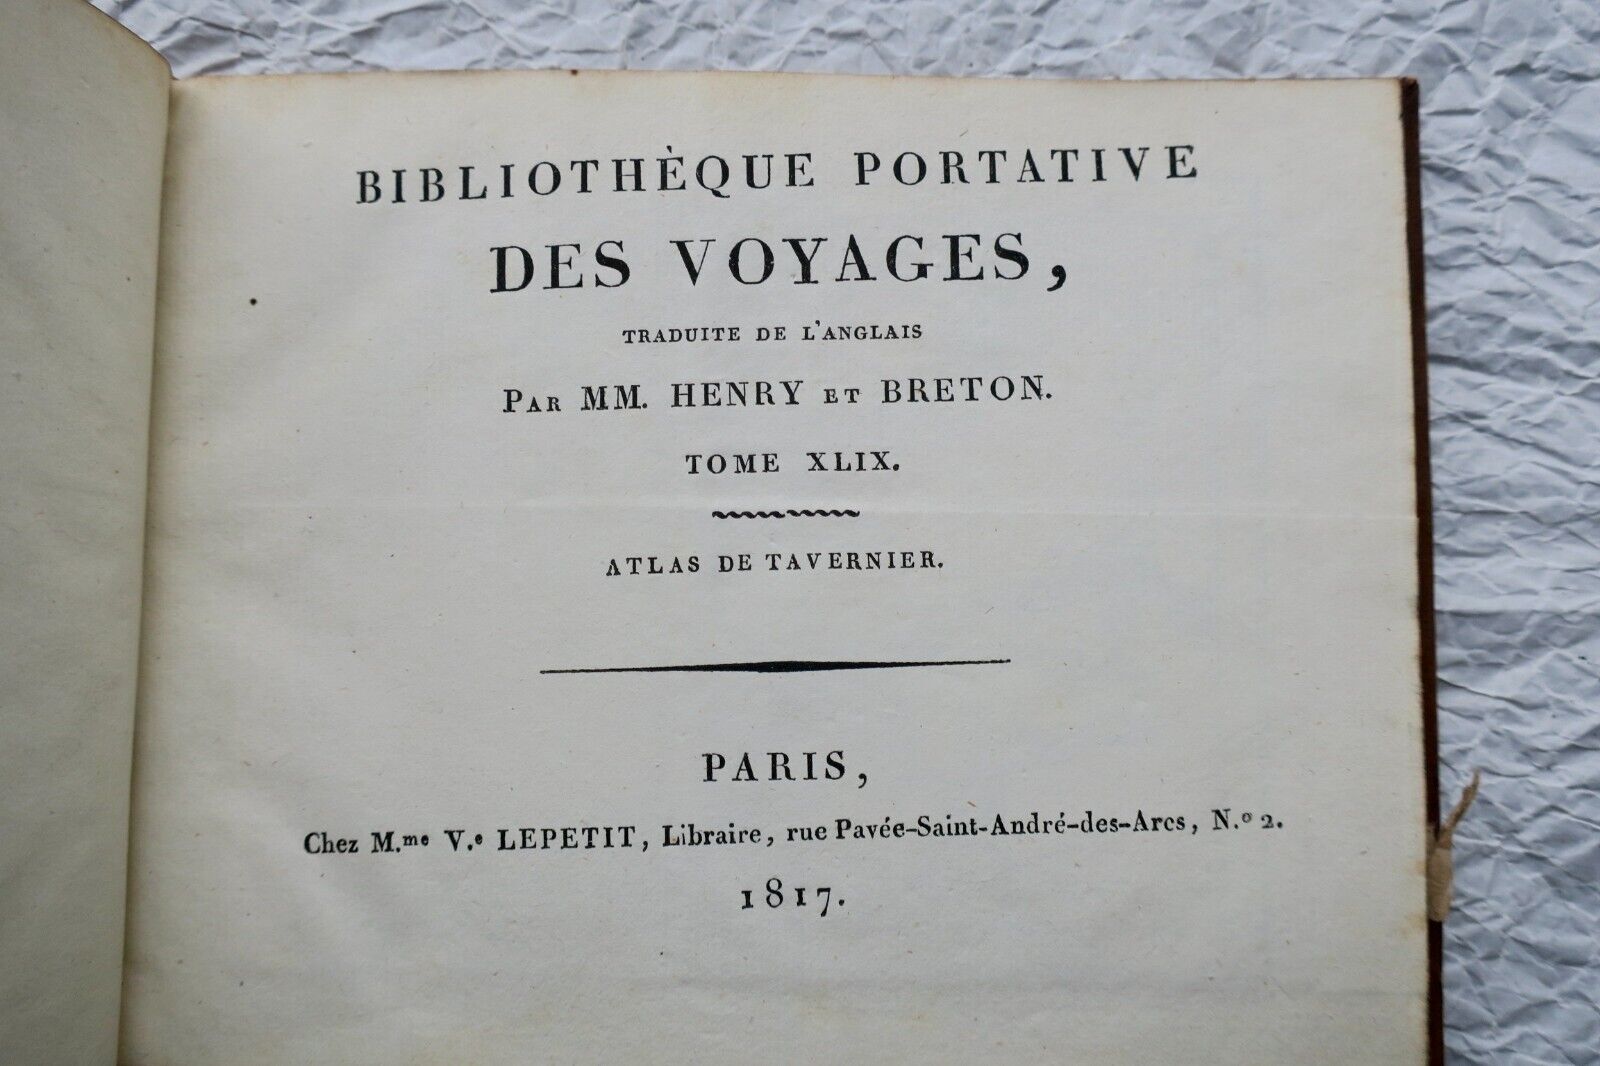 BIBLIOTHÈQUE PORTATIVE
DES VOYAGES,
TRADUITE DE L'ANGLAIS
PAR MM. HENRY ET BRETON.
TOME XLIX.
ATLAS DE TAVERNIER.
PARIS,
Chez M.me V.e LEPETIT, Libraire, rue Pavée-Saint-André-des-Arcs, N.o 2.
1817.